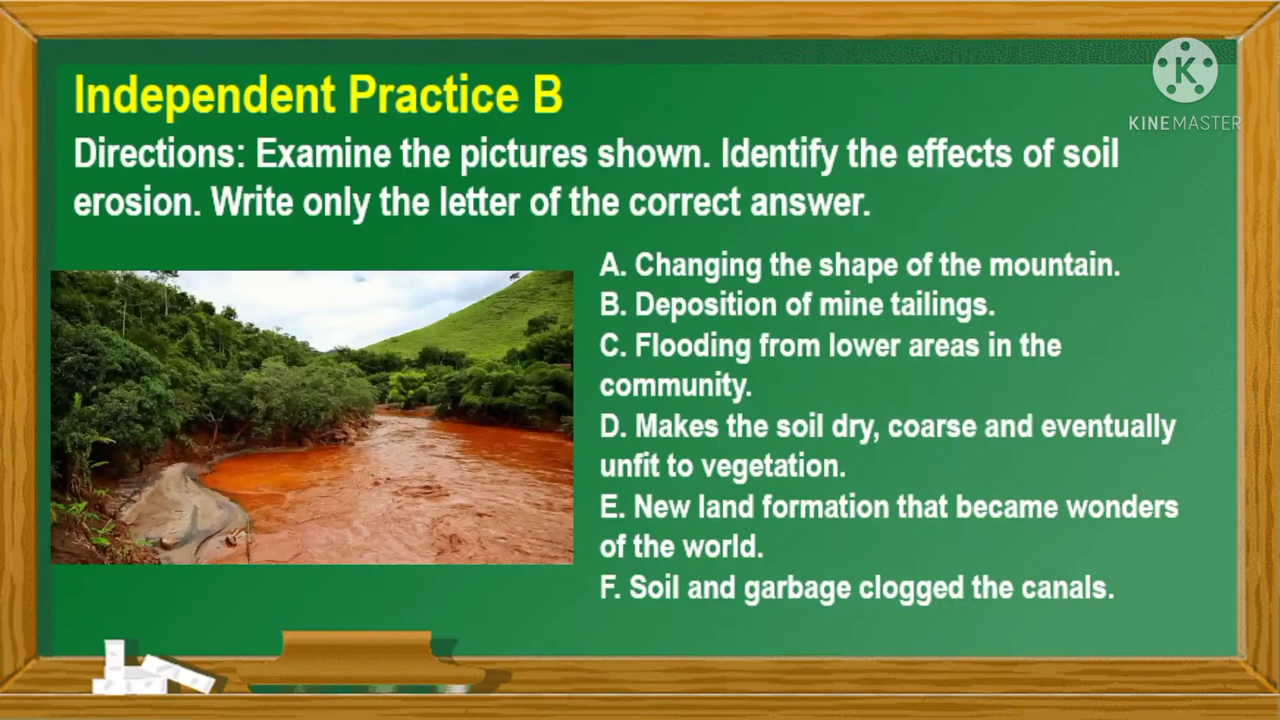 Independent Practice B
KINEMASTER
Directions: Examine the pictures shown. Identify the effects of soil
erosion. Write only the letter of the correct answer.
A. Changing the shape of the mountain.
B. Deposition of mine tailings.
C. Flooding from lower areas in the
community.
D. Makes the soil dry, coarse and eventually
unfit to vegetation.
E. New land formation that became wonders
of the world.
F. Soil and garbage clogged the canals.